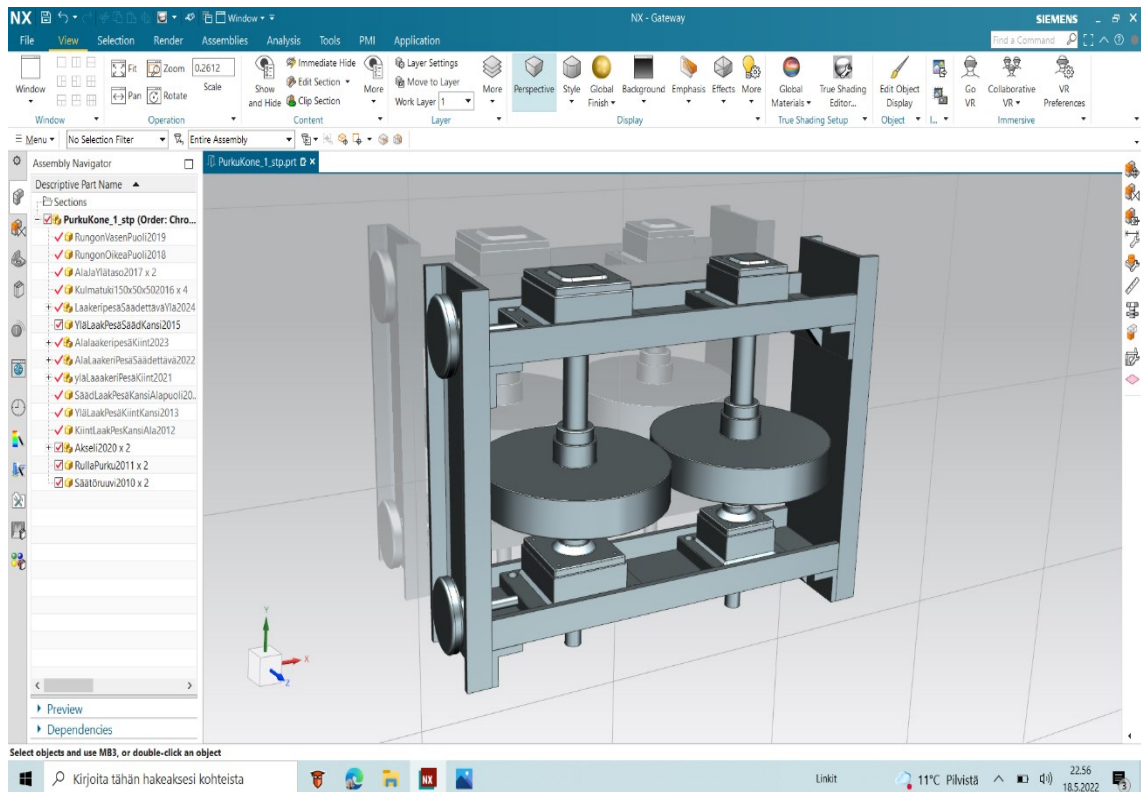 NX Window NX - Gateway SIEMENS
File View Selection Render Assemblies Analysis Tools PMI Application Find a Command
Window
Fit Zoom 0.2612
Pan Rotate Scale
Show and Hide
Immediate Hide
Edit Section
Clip Section
More
Layer Settings
Move to Layer
Work Layer 1
More
Perspective Style Global Finish Background Emphasis Effects More
Global Materials True Shading Editor...
Edit Object Display
Go VR Collaborative VR VR Preferences
Window Operation Content Layer Display True Shading Setup Object L... Immersive
Menu No Selection Filter Entire Assembly
Assembly Navigator PurkuKone_1_stp.prt
Descriptive Part Name
Sections
PurkuKone_1_stp (Order: Chro...
RungonVasenPuoli2019
RungonOikeaPuoli2018
AlaJaYlätaso2017 x 2
Kulmatuki150x50x502016 x 4
LaakeripesäSäädettäväYlä2024
YläLaakPesäSäädKansi2015
AlalaakeripesäKiint2023
AlaLaakeriPesäSäädettävä2022
yläLaaakeriPesäKiint2021
SäädLaakPesäKansiAlapuoli20..
YläLaakPesäKiintKansi2013
KiintLaakPesKansiAla2012
Akseli2020 x 2
RullaPurku2011 x 2
Säätöruuvi2010 x 2
Y
X
Z
Preview
Dependencies
Select objects and use MB3, or double-click an object
Kirjoita tähän hakeaksesi kohteista NX Linkit 11°C Pilvistä 22.56
18.5.2022 3